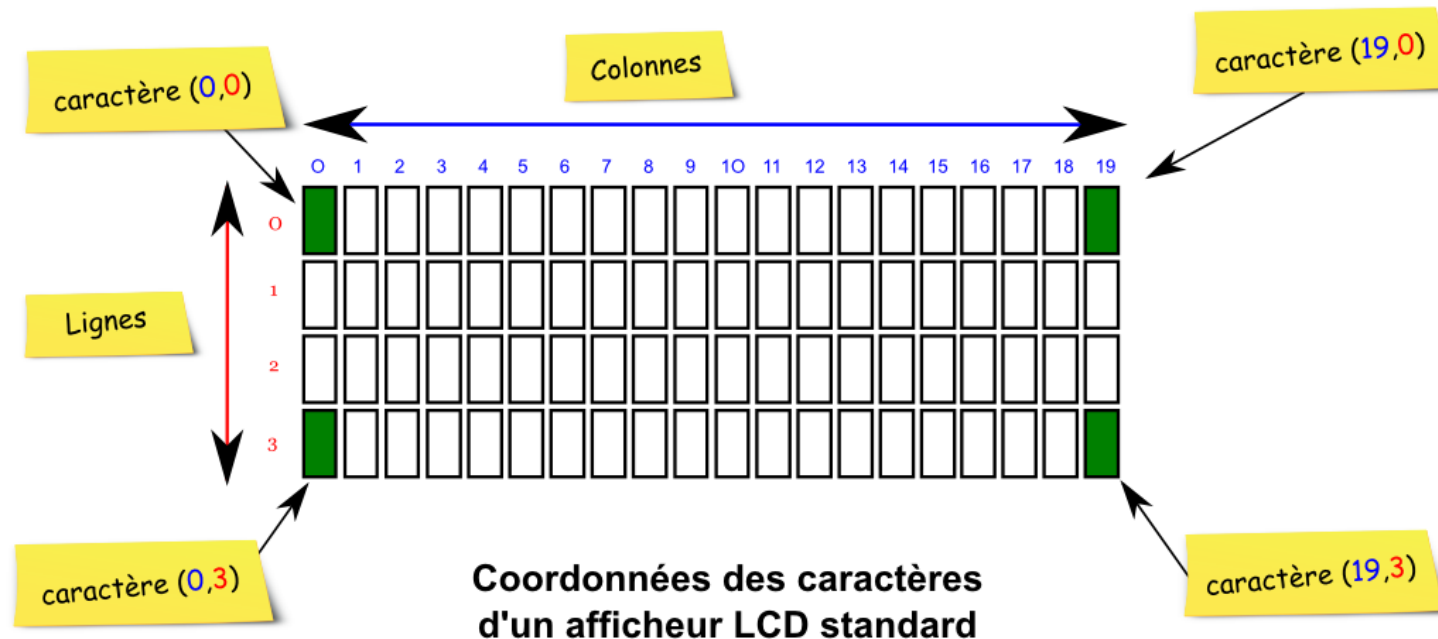 caractère (0,0)
Colonnes
caractère (19,0)
0 1 2 3 4 5 6 7 8 9 10 11 12 13 14 15 16 17 18 19
0
1
Lignes
2
3
caractère (0,3)
caractère (19,3)
Coordonnées des caractères
d'un afficheur LCD standard